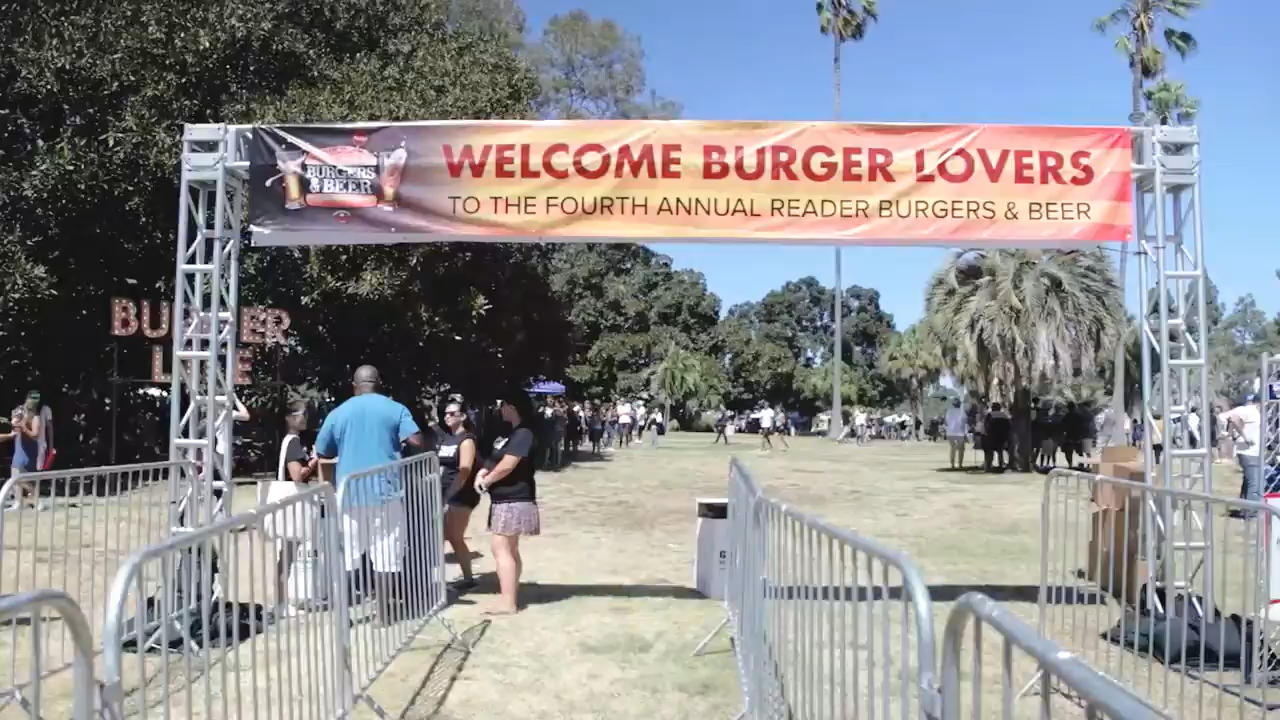 BURGERS
& BEER
WELCOME BURGER LOVERS
TO THE FOURTH ANNUAL READER BURGERS & BEER